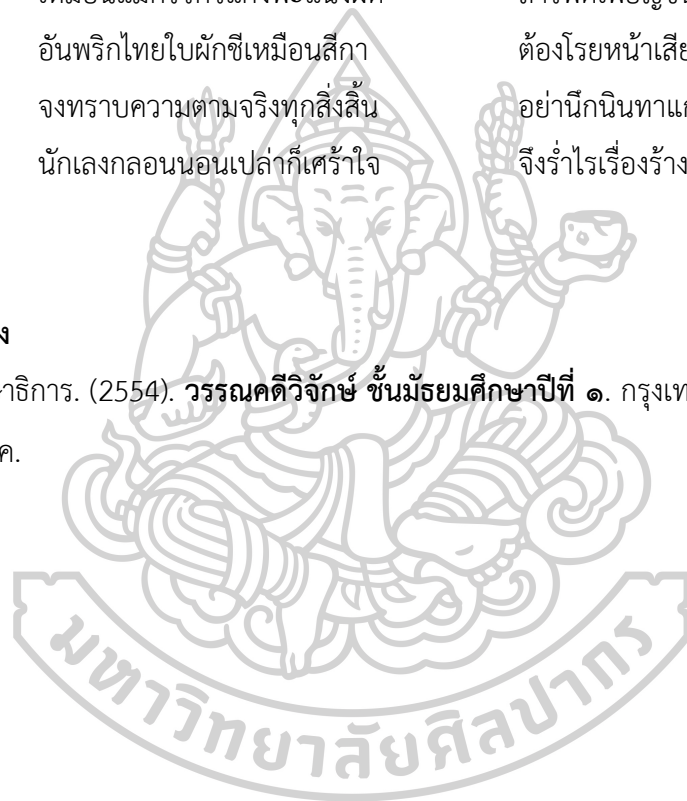 อันพริกไทยใบผักชีเหมือนสีกา ต้องโรยหน้าเสีย
จงทราบความตามจริงทุกสิ่งสิ้น อย่านึกนินทาแก
นักเลงกลอนนอนเปล่าก็เศร้าใจ จึงร่ำไรเรื่องร้าง
ง
ษาธิการ. (2554). วรรณคดีวิจักษ์ ชั้นมัธยมศึกษาปีที่ ๑. กรุงเทพ
ค.
มหาวิทยาลัยศิลปากร